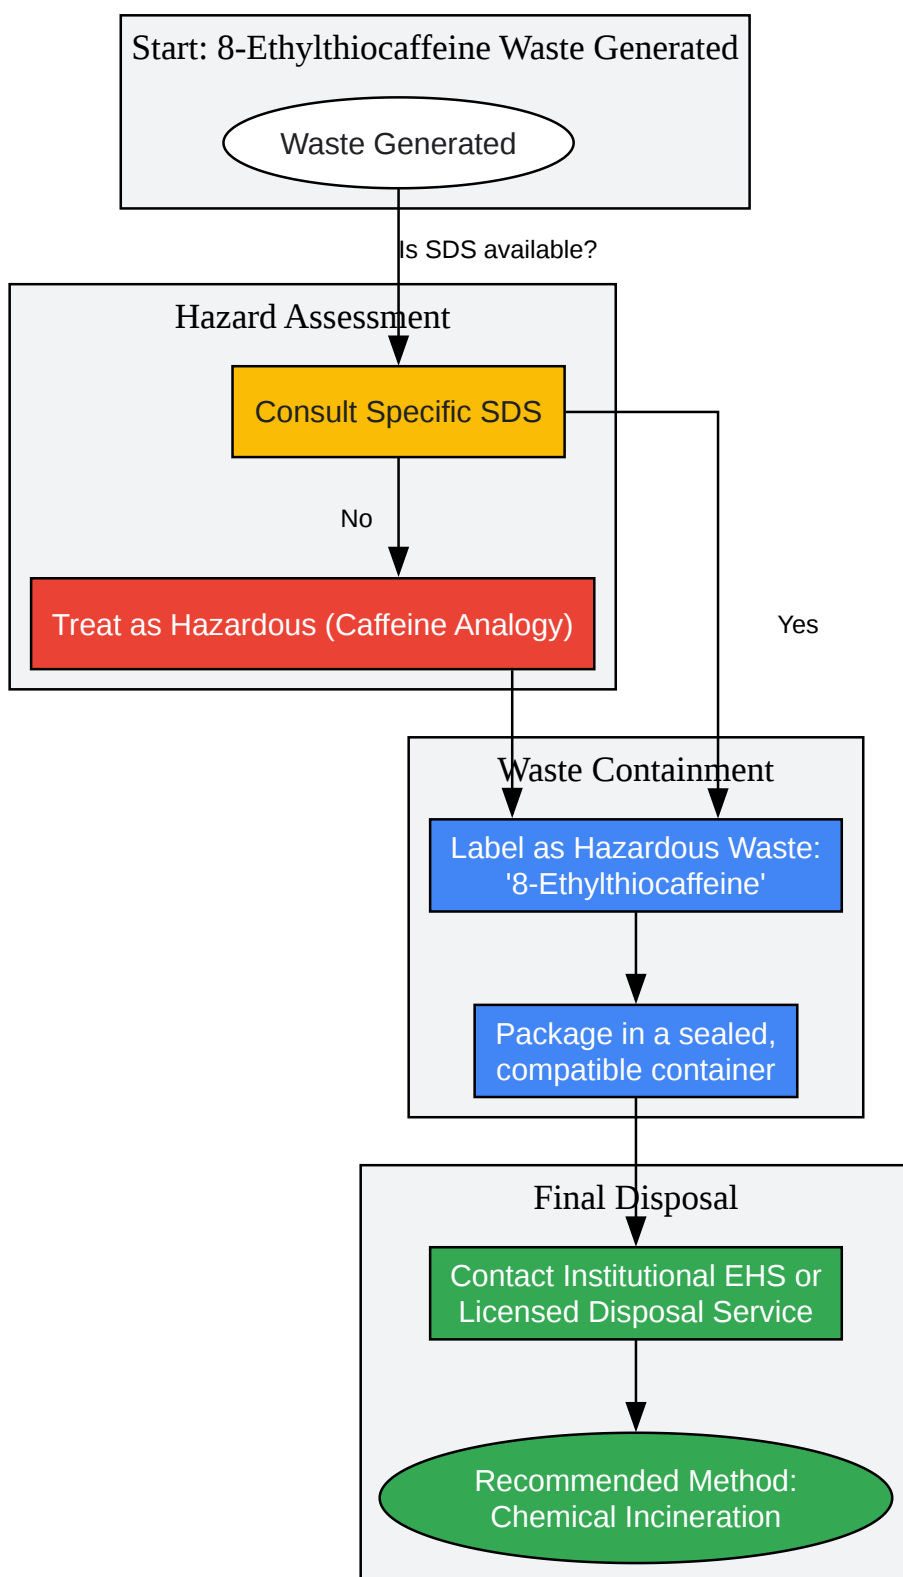 Start: 8-Ethylthiocaffeine Waste Generated
Waste Generated
Is SDS available?
Hazard Assessment
Consult Specific SDS
No
Treat as Hazardous (Caffeine Analogy)
Yes
Waste Containment
Label as Hazardous Waste:
'8-Ethylthiocaffeine'
Package in a sealed,
compatible container
Final Disposal
Contact Institutional EHS or
Licensed Disposal Service
Recommended Method:
Chemical Incineration